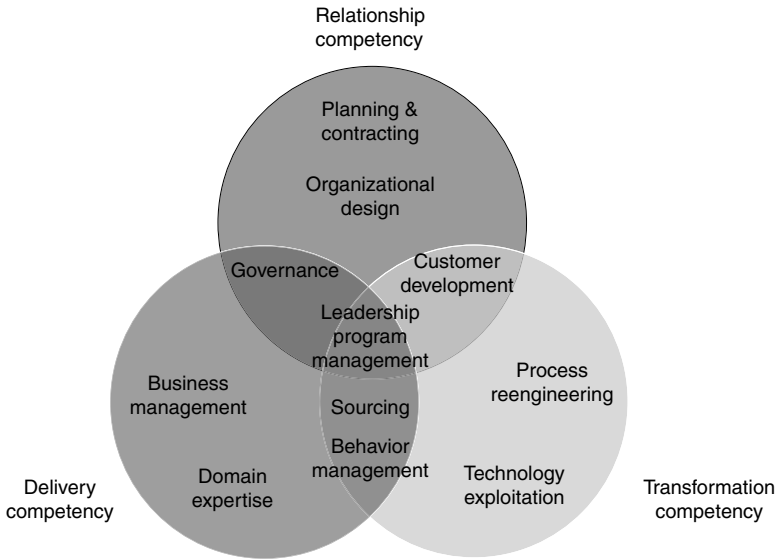 Relationship
competency
Planning &
contracting
Organizational
design
Governance
Customer
development
Leadership
program
management
Business
management
Process
reengineering
Sourcing
Behavior
management
Domain
expertise
Technology
exploitation
Delivery
competency
Transformation
competency